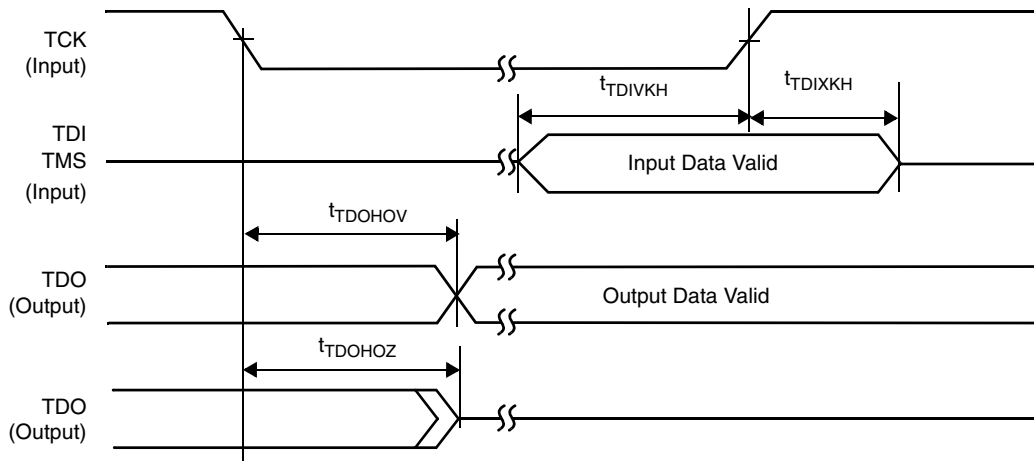 TCK
(Input)
tTDIVKH
tTDIXKH
TDI
TMS
(Input)
Input Data Valid
tTDOHOV
TDO
(Output)
Output Data Valid
tTDOHOZ
TDO
(Output)